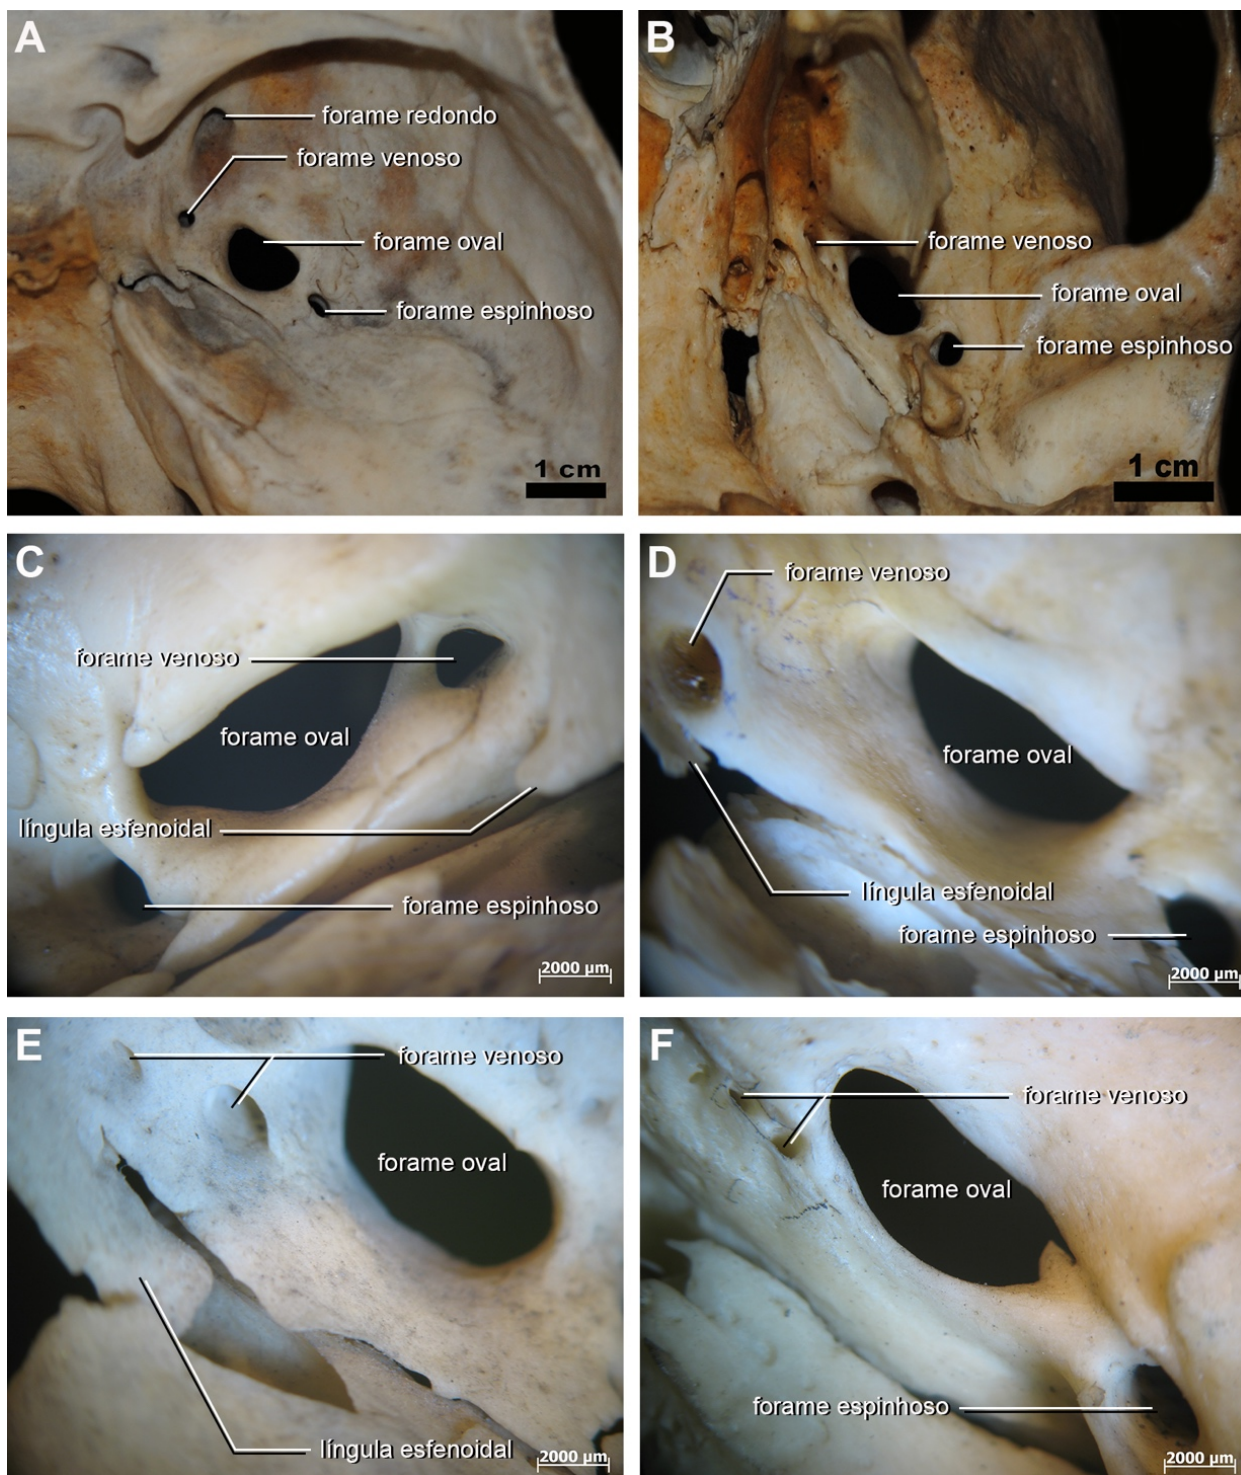 A
forame redondo
forame venoso
forame oval
forame espinhoso
1 cm
B
forame venoso
forame oval
forame espinhoso
1 cm
C
forame venoso
forame oval
língula esfenoidal
forame espinhoso
2000 µm
D
forame venoso
forame oval
língula esfenoidal
forame espinhoso
2000 µm
E
forame venoso
forame oval
língula esfenoidal
2000 µm
F
forame venoso
forame oval
forame espinhoso
2000 µm